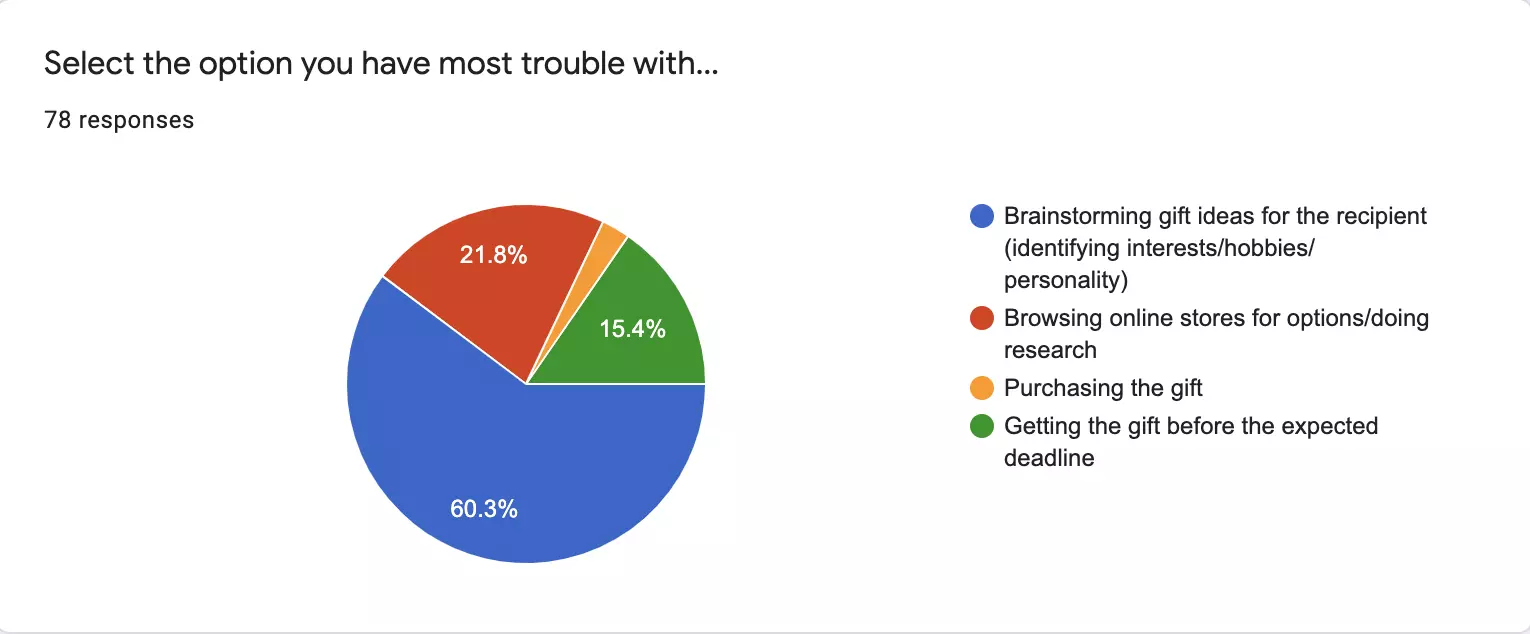 Select the option you have most trouble with...
78 responses
21.8%
15.4%
60.3%
Brainstorming gift ideas for the recipient
(identifying interests/hobbies/
personality)
Browsing online stores for options/doing
research
Purchasing the gift
Getting the gift before the expected
deadline